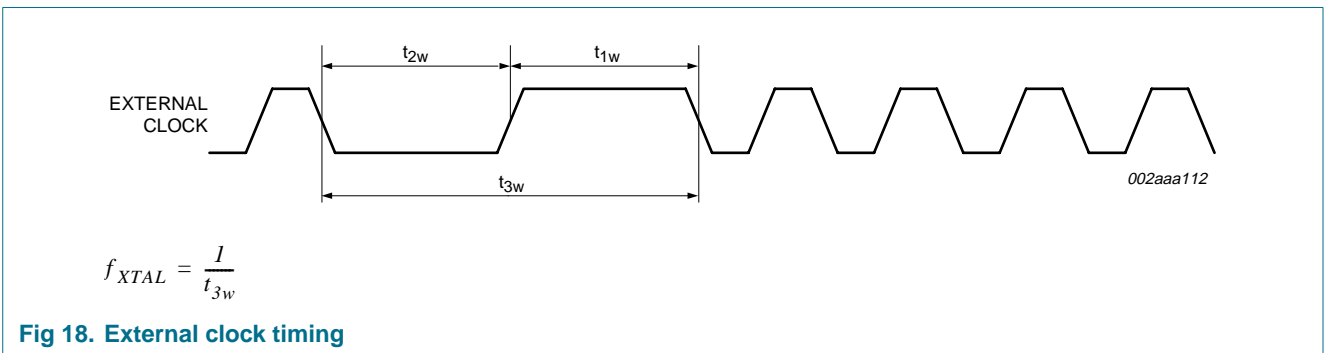 t2w
t1w
EXTERNAL
CLOCK
t3w
002aaa112
fXTAL = 1 / t3w
Fig 18. External clock timing